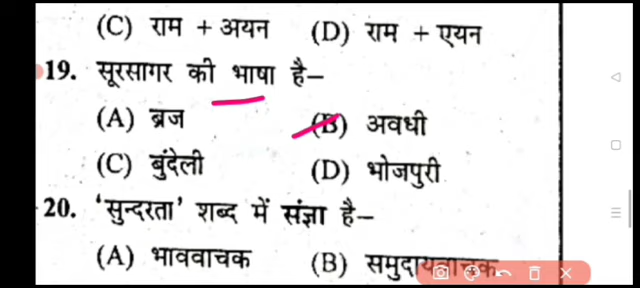 (C) राम + अयन (D) राम + एयन
19. सूरसागर की भाषा है–
(A) ब्रज (B) अवधी
(C) बुंदेली (D) भोजपुरी
20. 'सुन्दरता' शब्द में संज्ञा है–
(A) भाववाचक (B) समुदायवाचक